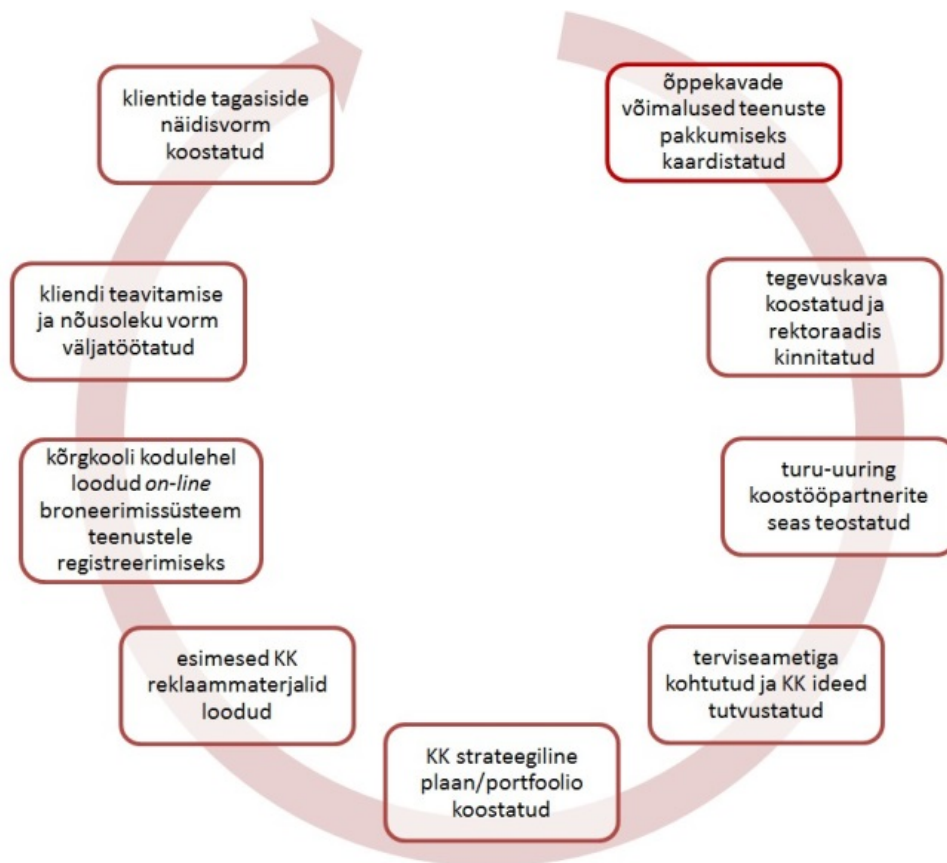 õppekavade
võimalused teenuste
pakkumiseks
kaardistatud
tegevuskava
koostatud ja
rektoraadis
kinnitatud
turu-uuring
koostööpartnerite
seas teostatud
terviseametiga
kohtutud ja KK ideed
tutvustatud
KK strateegiline
plaan/portfoolio
koostatud
esimesed KK
reklaammaterjalid
loodud
kõrgkooli kodulehel
loodud on-line
broneerimissüsteem
teenustele
registreerimiseks
kliendi teavitamise
ja nõusoleku vorm
väljatöötatud
klientide tagasiside
näidisvorm
koostatud